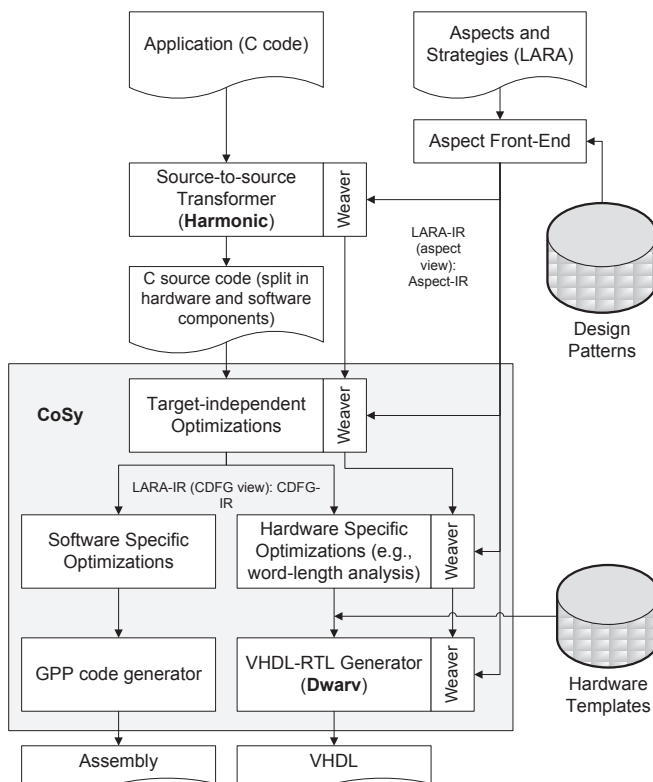 Application (C code)
Aspects and
Strategies (LARA)
Aspect Front-End
Source-to-source
Transformer
(Harmonic)
Weaver
LARA-IR
(aspect
view):
Aspect-IR
C source code (split in
hardware and software
components)
Design
Patterns
CoSy
Target-independent
Optimizations
Weaver
LARA-IR (CDFG view): CDFG-
IR
Software Specific
Optimizations
Hardware Specific
Optimizations (e.g.,
word-length analysis)
Weaver
GPP code generator
VHDL-RTL Generator
(Dwarv)
Weaver
Hardware
Templates
Assembly
VHDL